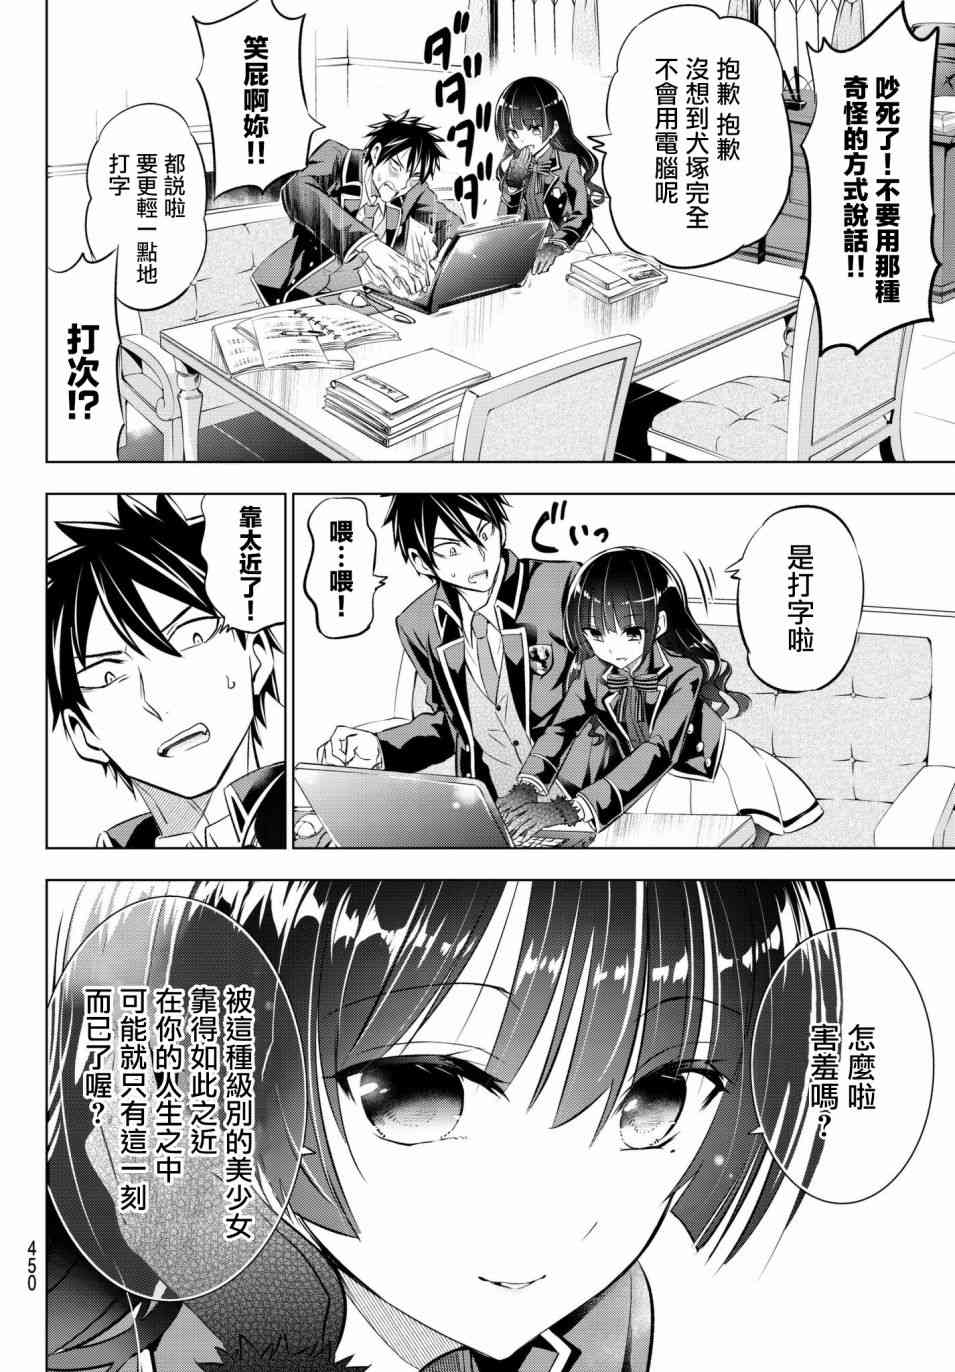 吵死了！不要用那種
奇怪的方式說話!!
抱歉 抱歉
沒想到犬塚完全
不會用電腦呢
ダダダダ
笑屁啊妳!!
都說啦
要更輕一點地
打字
打次!?
是打字啦
ぐいっ
喂…喂！
靠太近了！
怎麼啦
害羞嗎？
被這種級別的美少女
靠得如此之近
在你的人生之中
可能就只有這一刻
而已了喔？
450